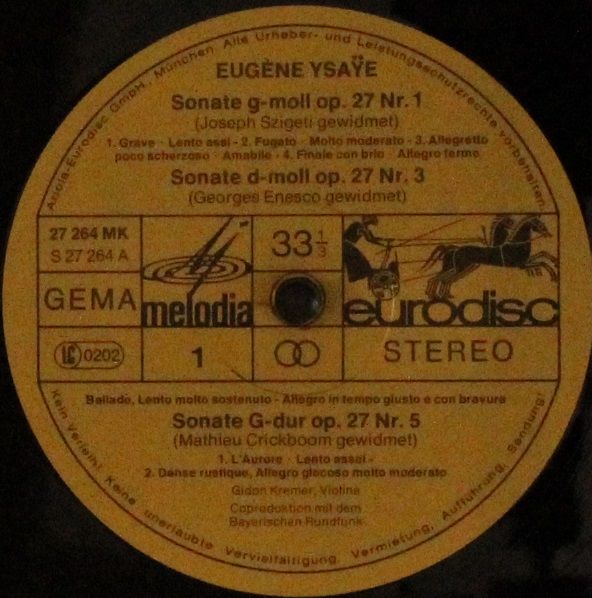 Ariola-Eurodisc GmbH, München Alle Urheber- und Leistungsschutzrechte vorbehalten
EUGÈNE YSAŸE
Sonate g-moll op. 27 Nr. 1
(Joseph Szigeti gewidmet)
1. Grave · Lento assai - 2. Fugato · Molto moderato - 3. Allegretto
poco scherzoso · Amabile - 4. Finale con brio · Allegro fermo
Sonate d-moll op. 27 Nr. 3
(Georges Enesco gewidmet)
27 264 MK
S 27 264 A
33 1/3
GEMA
melodia
eurodisc
LC 0202
1
STEREO
Ballade, Lento molto sostenuto - Allegro in tempo giusto e con bravura
Sonate G-dur op. 27 Nr. 5
(Mathieu Crickboom gewidmet)
1. L'Aurore · Lento assai -
2. Danse rustique, Allegro giocoso molto moderato
Gidon Kremer, Violine
Coproduktion mit dem
Bayerischen Rundfunk
Kein Verleih! Keine unerlaubte Vervielfältigung, Vermietung, Aufführung, Sendung!